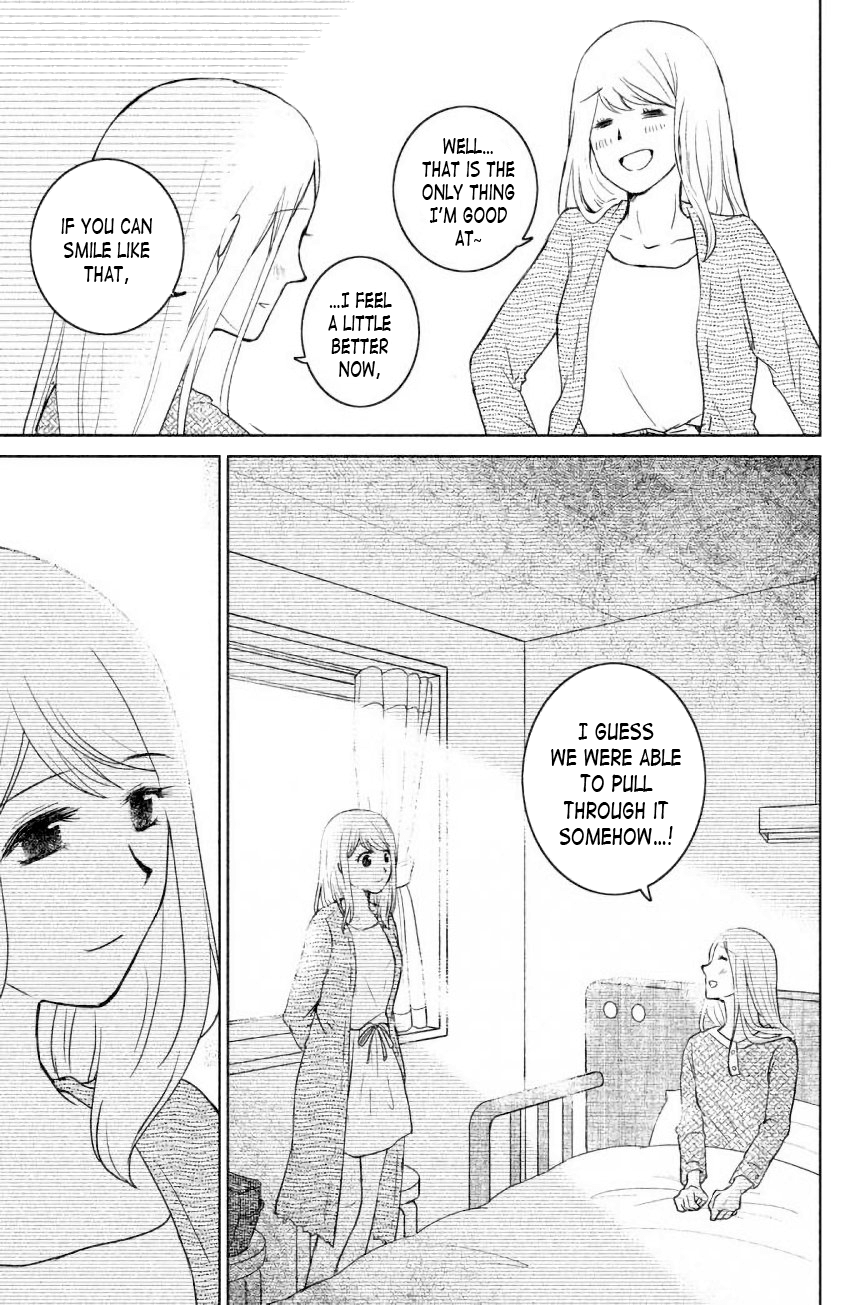 WELL...
THAT IS THE
ONLY THING
I'M GOOD
AT~
...I FEEL
A LITTLE
BETTER
NOW,
IF YOU CAN
SMILE LIKE
THAT,
I GUESS
WE WERE ABLE
TO PULL
THROUGH IT
SOMEHOW...!